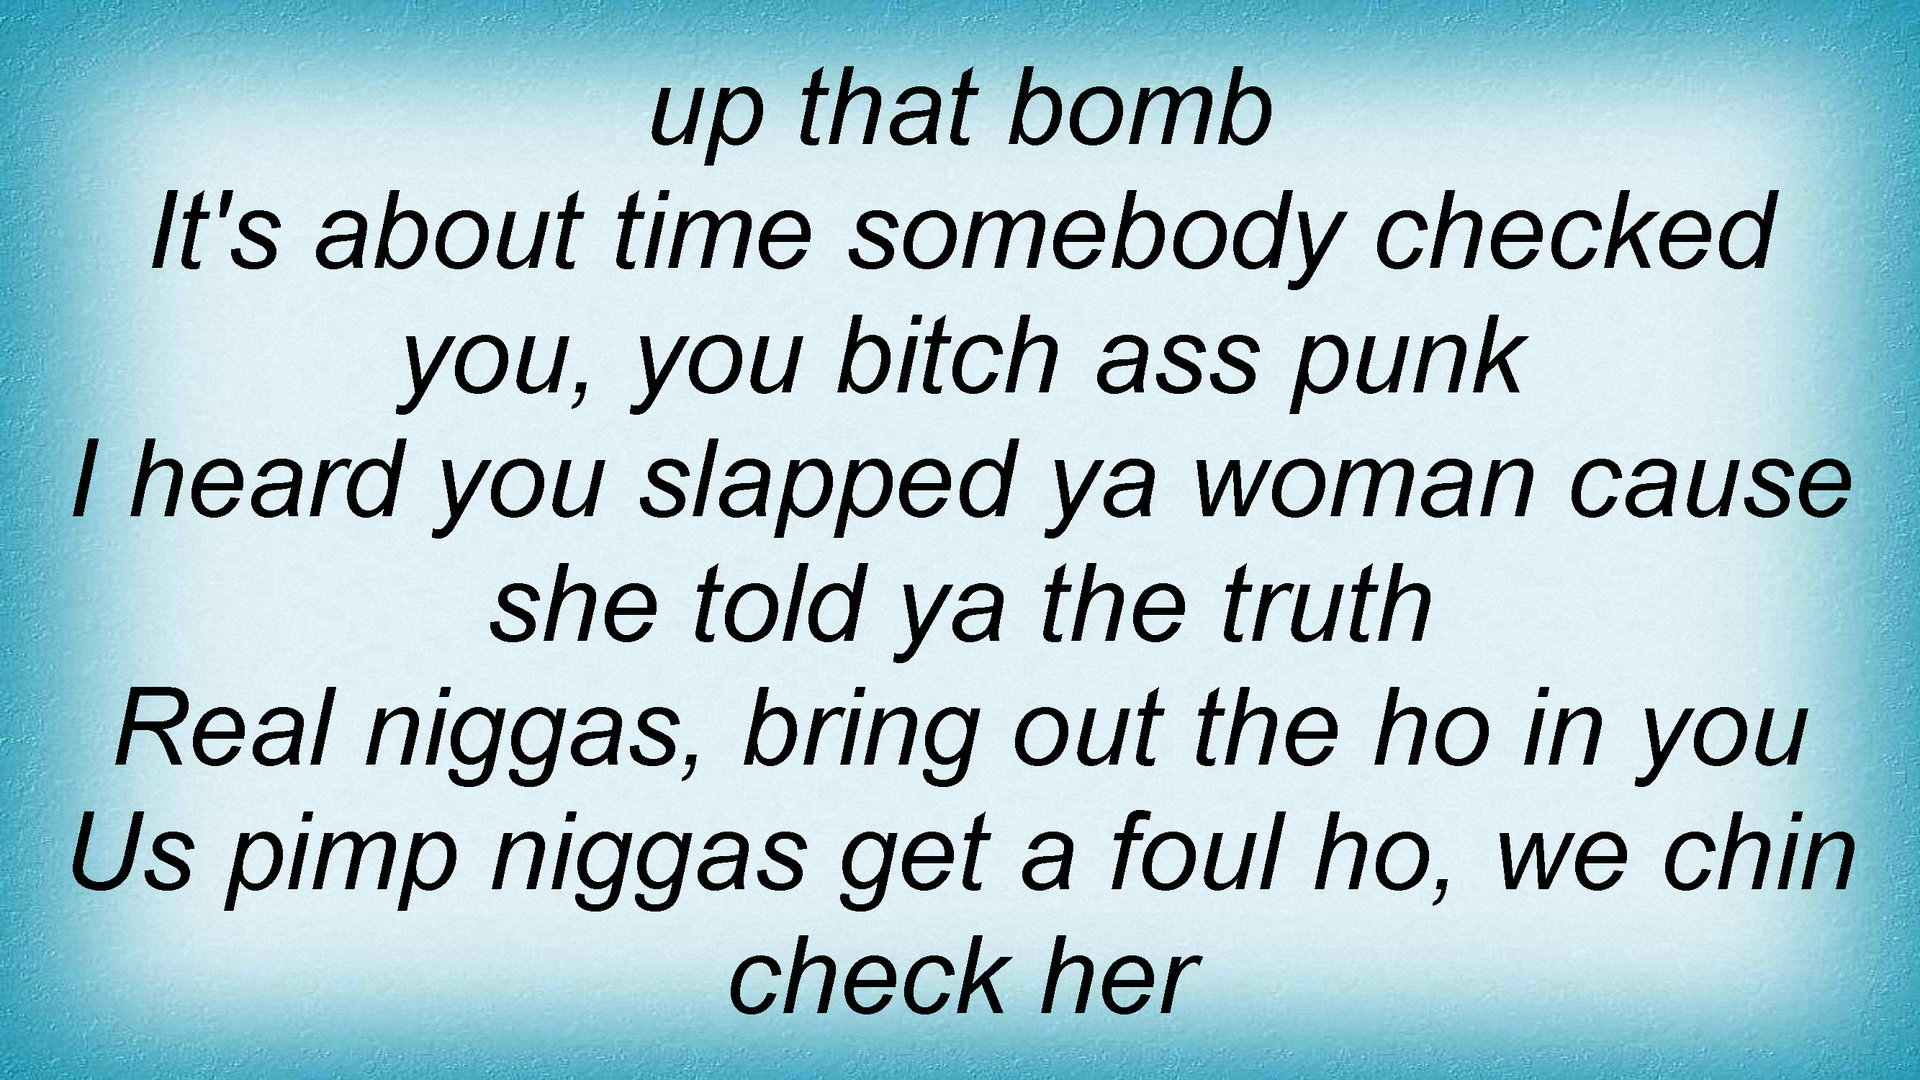 up that bomb
It's about time somebody checked
you, you bitch ass punk
I heard you slapped ya woman cause
she told ya the truth
Real niggas, bring out the ho in you
Us pimp niggas get a foul ho, we chin
check her